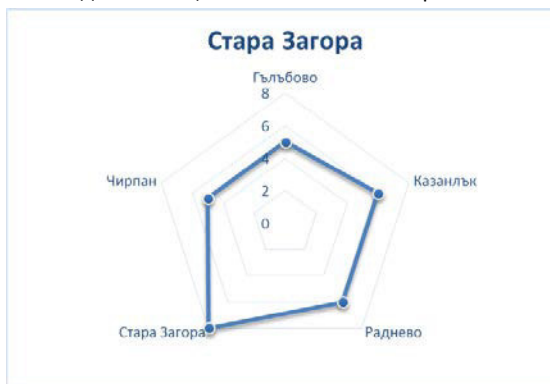 Стара Загора
Гълъбово
8
6
4
2
0
Чирпан
Казанлък
Стара Загора
Раднево